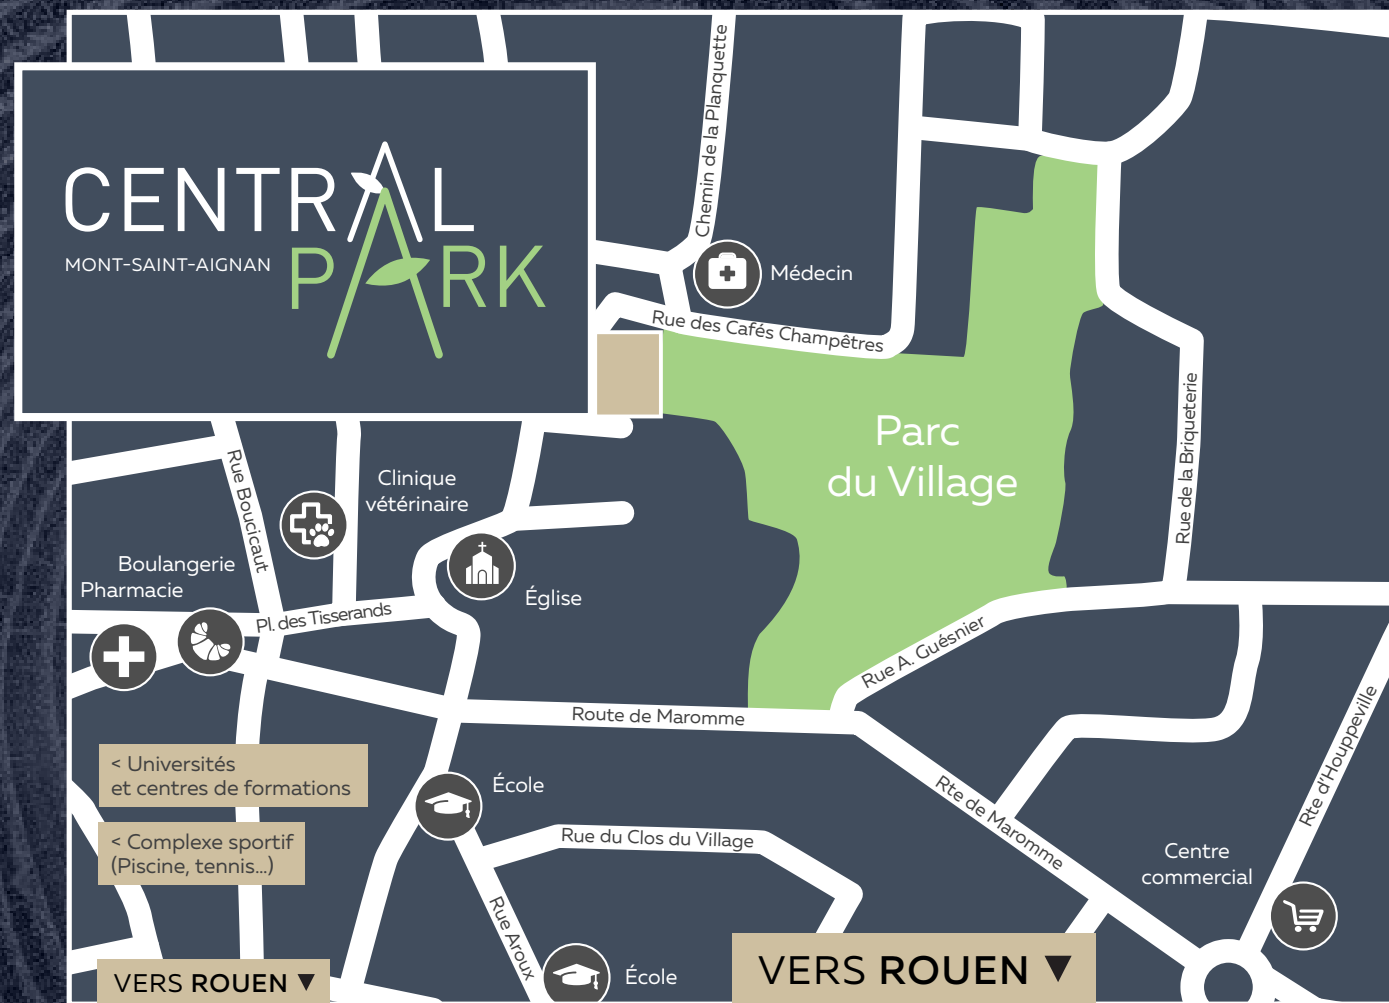 CENTRAL
MONT-SAINT-AIGNAN
PARK
Chemin de la Planquette
Médecin
Rue des Cafés Champêtres
Parc
du Village
Rue de la Briqueterie
Rue Boucicaut
Clinique
vétérinaire
Boulangerie
Pharmacie
Pl. des Tisserands
Église
Rue A. Guésnier
Route de Maromme
< Universités
et centres de formations
École
< Complexe sportif
(Piscine, tennis...)
Rue du Clos du Village
Rte de Maromme
Rte d'Houppeville
Centre
commercial
Rue Aroux
École
VERS ROUEN ▼
VERS ROUEN ▼